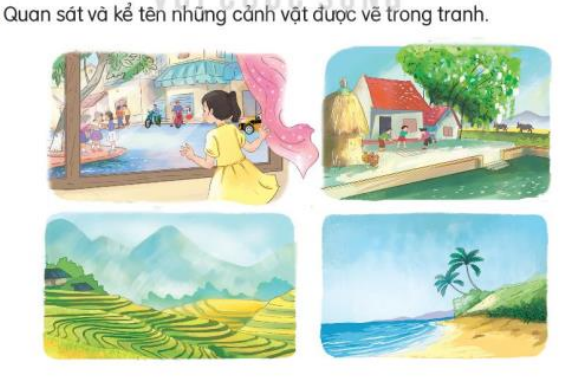 Quan sát và kể tên những cảnh vật được vẽ trong tranh.